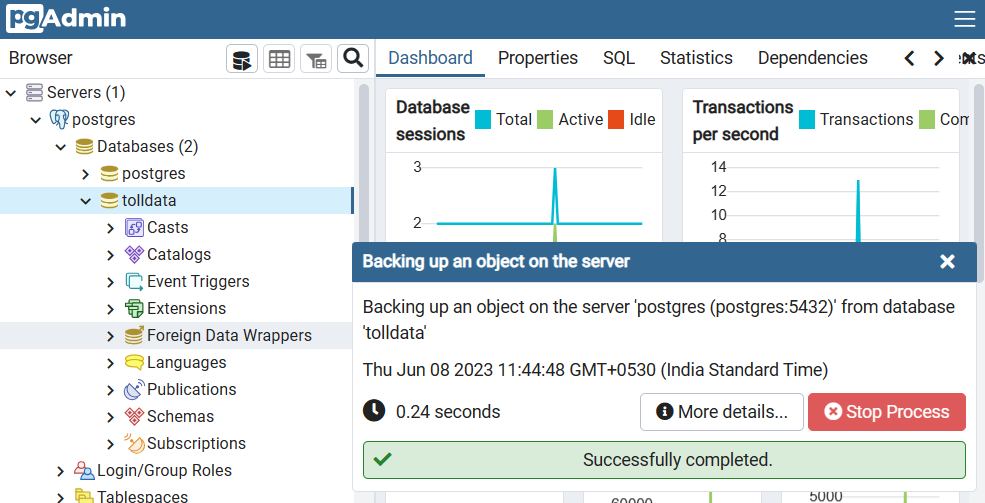 pgAdmin
Browser
Dashboard Properties SQL Statistics Dependencies
Servers (1)
postgres
Databases (2)
postgres
tolldata
Casts
Catalogs
Event Triggers
Extensions
Foreign Data Wrappers
Languages
Publications
Schemas
Subscriptions
Login/Group Roles
Tablespaces
Database sessions
Total Active Idle
3
2
Transactions per second
Transactions Com
14
12
10
8
Backing up an object on the server
Backing up an object on the server 'postgres (postgres:5432)' from database
'tolldata'
Thu Jun 08 2023 11:44:48 GMT+0530 (India Standard Time)
0.24 seconds
More details...
Stop Process
Successfully completed.
60000
5000